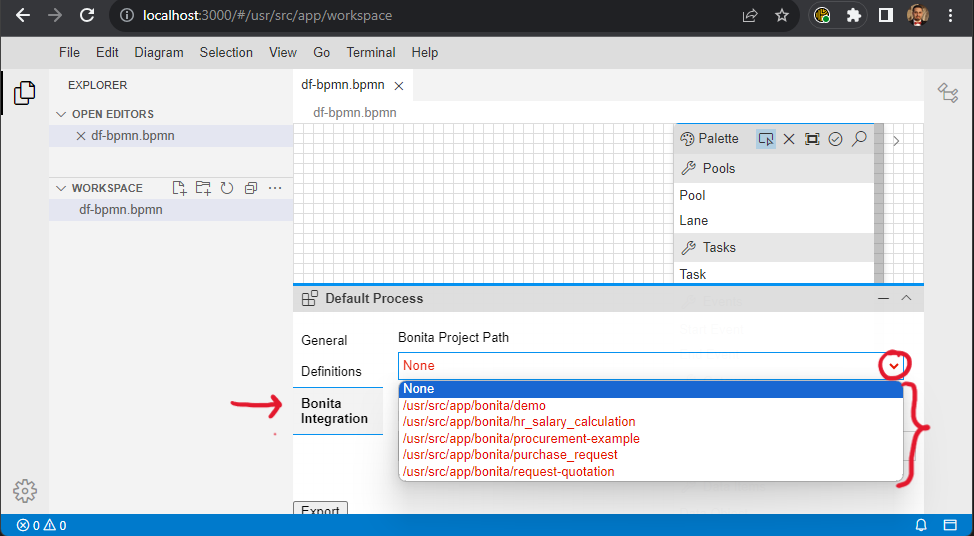 localhost:3000/#/usr/src/app/workspace
File Edit Diagram Selection View Go Terminal Help
EXPLORER
OPEN EDITORS
df-bpmn.bpmn
WORKSPACE
df-bpmn.bpmn
df-bpmn.bpmn
df-bpmn.bpmn
Palette
Pools
Pool
Lane
Tasks
Task
Default Process
General
Definitions
Bonita
Integration
Bonita Project Path
None
None
/usr/src/app/bonita/demo
/usr/src/app/bonita/hr_salary_calculation
/usr/src/app/bonita/procurement-example
/usr/src/app/bonita/purchase_request
/usr/src/app/bonita/request-quotation
Export
0 0